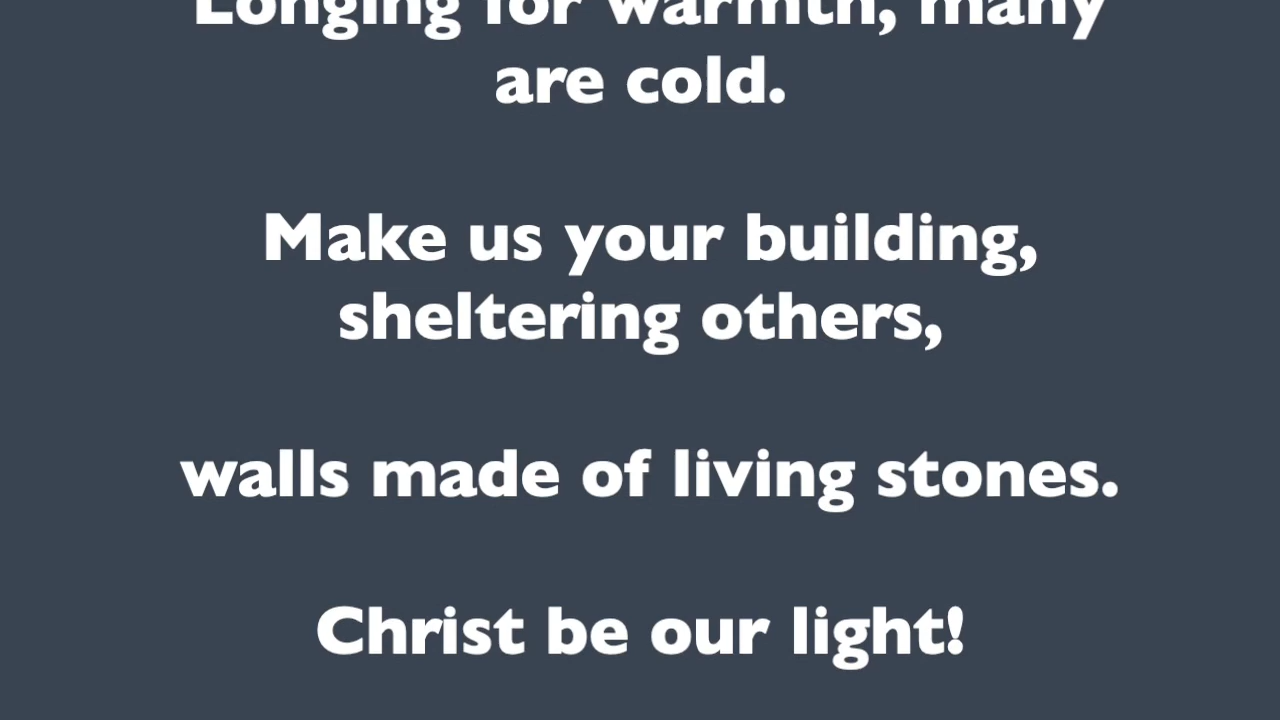 Longing for warmth, many
are cold.
Make us your building,
sheltering others,
walls made of living stones.
Christ be our light!